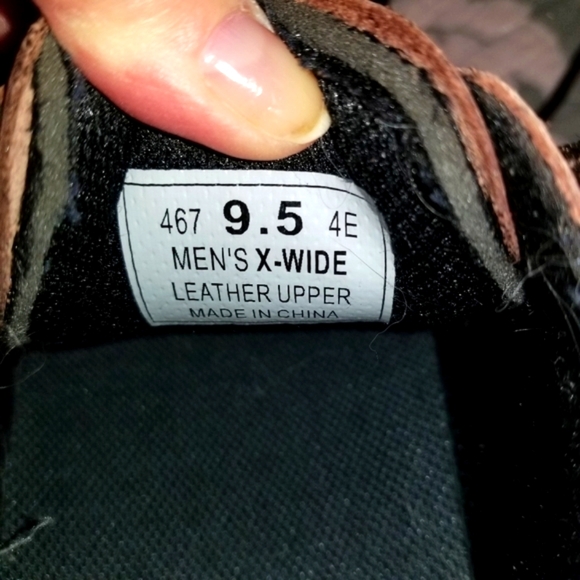 467 9.5 4E
MEN'S X-WIDE
LEATHER UPPER
MADE IN CHINA